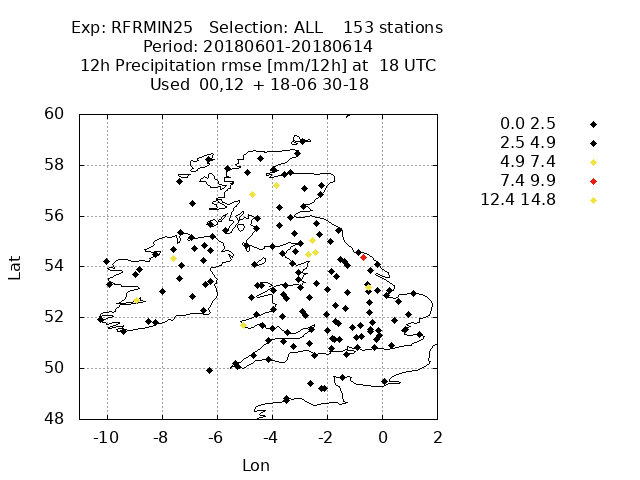 Exp: RFRMIN25   Selection: ALL    153 stations
Period: 20180601-20180614
12h Precipitation rmse [mm/12h] at  18 UTC
Used  00,12  + 18-06 30-18
0.0 2.5
2.5 4.9
4.9 7.4
7.4 9.9
12.4 14.8
60
58
56
54
52
50
48
Lat
-10 -8 -6 -4 -2 0 2
Lon